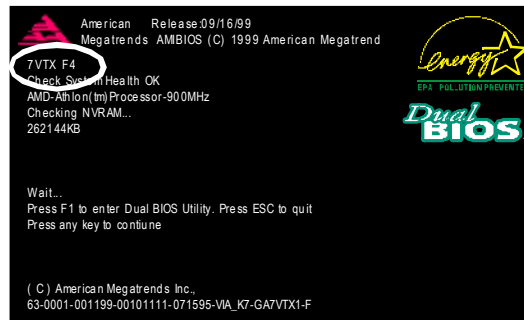 American Release:09/16/99
Megatrends AMIBIOS (C) 1999 American Megatrend
7VTX F4
Check System Health OK
AMD-Athlon(tm)Processor-900MHz
Checking NVRAM...
262144KB
energy
EPA POLLUTION PREVENTE
Dual
BIOS
Wait...
Press F1 to enter Dual BIOS Utility. Press ESC to quit
Press any key to contiune
( C ) American Megatrends Inc.,
63-0001-001199-00101111-071595-VIA_K7-GA7VTX1-F